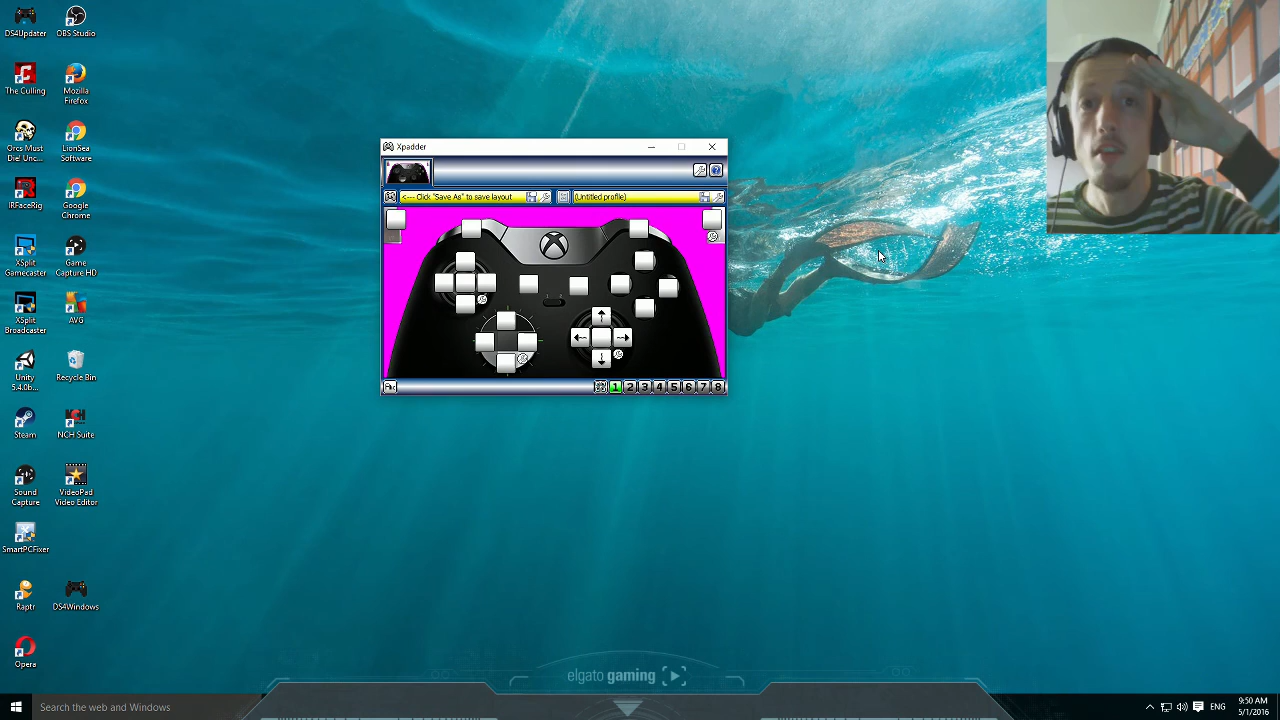 DS4Updater
OBS Studio
The Culling
Mozilla
Firefox
Orcs Must
Die! Unc...
LionSea
Software
iRFaceRig
Google
Chrome
XSplit
Gamecaster
Game
Capture HD
XSplit
Broadcaster
AVG
Unity
5.4.0b...
Recycle Bin
Steam
NCH Suite
Sound
Capture
VideoPad
Video Editor
SmartPCFixer
Raptr
DS4Windows
Opera
Xpadder
<--- Click "Save As" to save layout
(Untitled profile)
1 2 3 4 5 6 7 8
elgato gaming
Search the web and Windows
ENG
9:50 AM
5/1/2016